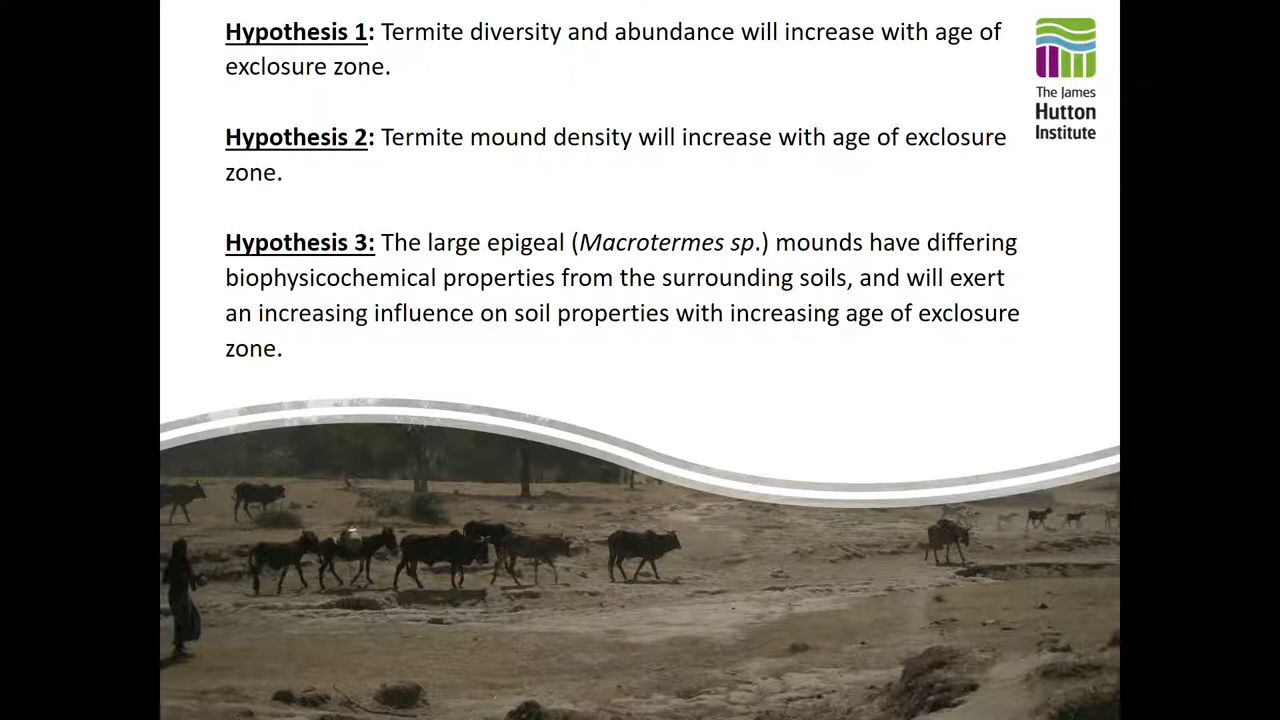 Hypothesis 1: Termite diversity and abundance will increase with age of
exclosure zone.
Hypothesis 2: Termite mound density will increase with age of exclosure
zone.
Hypothesis 3: The large epigeal (Macrotermes sp.) mounds have differing
biophysicochemical properties from the surrounding soils, and will exert
an increasing influence on soil properties with increasing age of exclosure
zone.
The James
Hutton
Institute